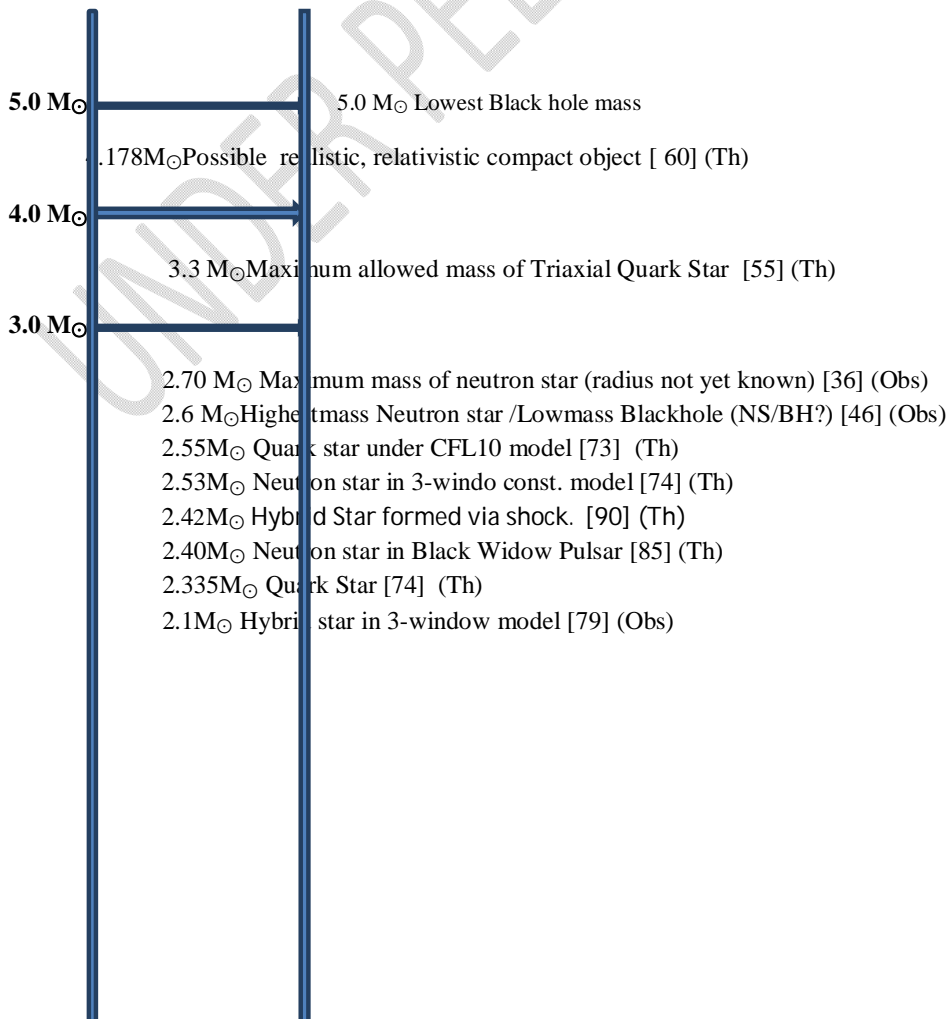 UNDER PEE
5.0 M☉ 5.0 M☉ Lowest Black hole mass
.178M☉Possible realistic, relativistic compact object [ 60] (Th)
4.0 M☉
3.3 M☉Maximum allowed mass of Triaxial Quark Star [55] (Th)
3.0 M☉
2.70 M☉ Maximum mass of neutron star (radius not yet known) [36] (Obs)
2.6 M☉Highestmass Neutron star /Lowmass Blackhole (NS/BH?) [46] (Obs)
2.55M☉ Quark star under CFL10 model [73] (Th)
2.53M☉ Neutron star in 3-windo const. model [74] (Th)
2.42M☉ Hybrid Star formed via shock. [90] (Th)
2.40M☉ Neutron star in Black Widow Pulsar [85] (Th)
2.335M☉ Quark Star [74] (Th)
2.1M☉ Hybrid star in 3-window model [79] (Obs)